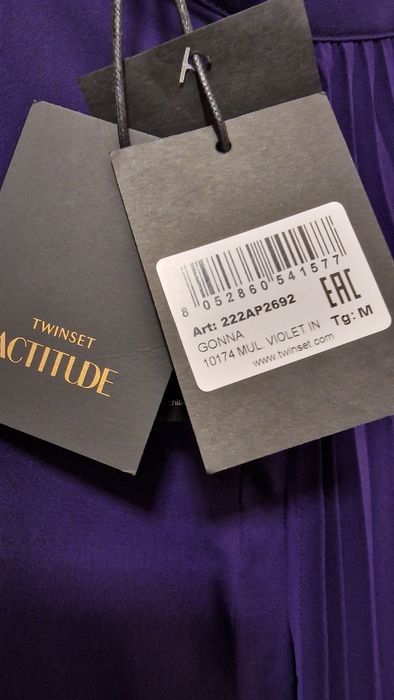 TWINSET
ACTITUDE
8 052860 541577
Art: 222AP2692
EAC
GONNA
Tg: M
10174 MUL. VIOLET IN
www.twinset.com